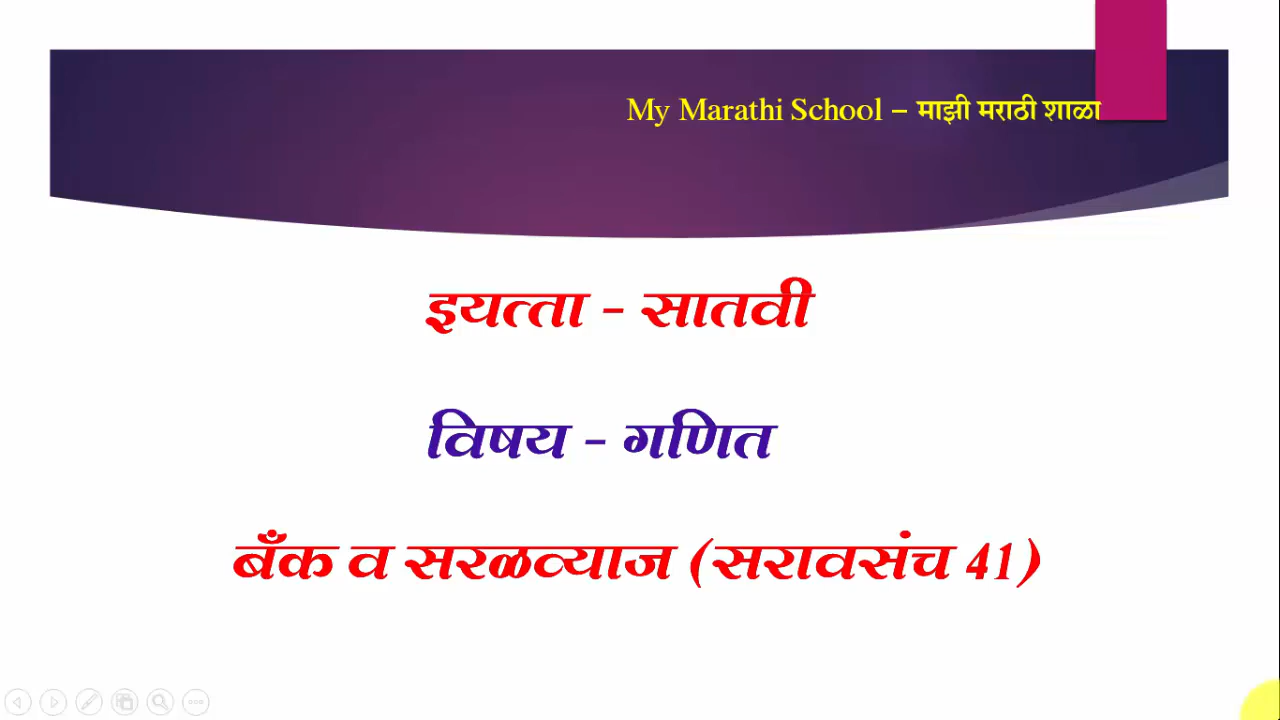 My Marathi School – माझी मराठी शाळा
इयत्ता - सातवी
विषय - गणित
बँक व सरळव्याज (सरावसंच 41)